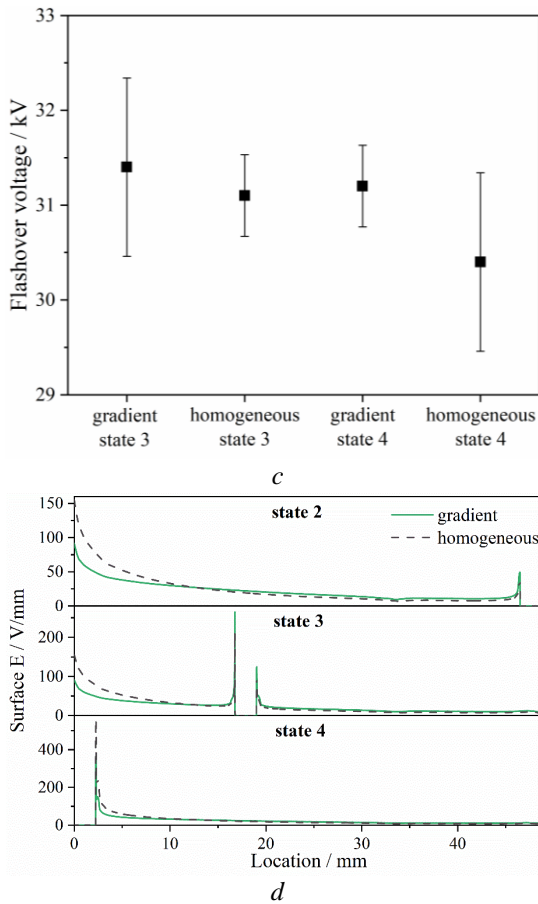 33
32
31
30
29
Flashover voltage / kV
gradient homogeneous gradient homogeneous
state 3 state 3 state 4 state 4
c
150
100
50
0
state 2
gradient
homogeneous
200
100
0
state 3
Surface E / V/mm
400
200
0
state 4
0 10 20 30 40
Location / mm
d